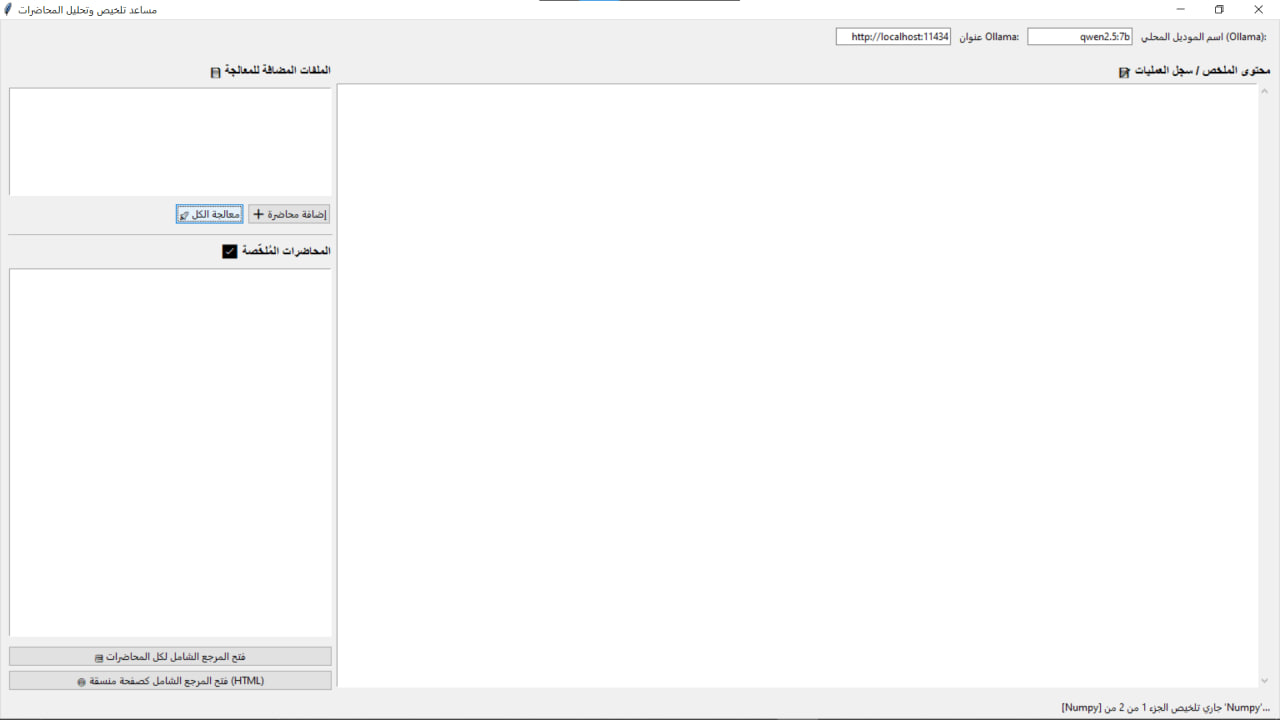 مساعد تلخيص وتحليل المحاضرات
اسم الموديل المحلي (Ollama): qwen2.5:7b عنوان Ollama: http://localhost:11434
محتوى الملخص / سجل العمليات
الملفات المضافة للمعالجة
إضافة محاضرة
معالجة الكل
المحاضرات المُلخّصة
فتح المرجع الشامل لكل المحاضرات
فتح المرجع الشامل كصفحة منسقة (HTML)
[Numpy] جاري تلخيص الجزء 1 من 2 من 'Numpy'...